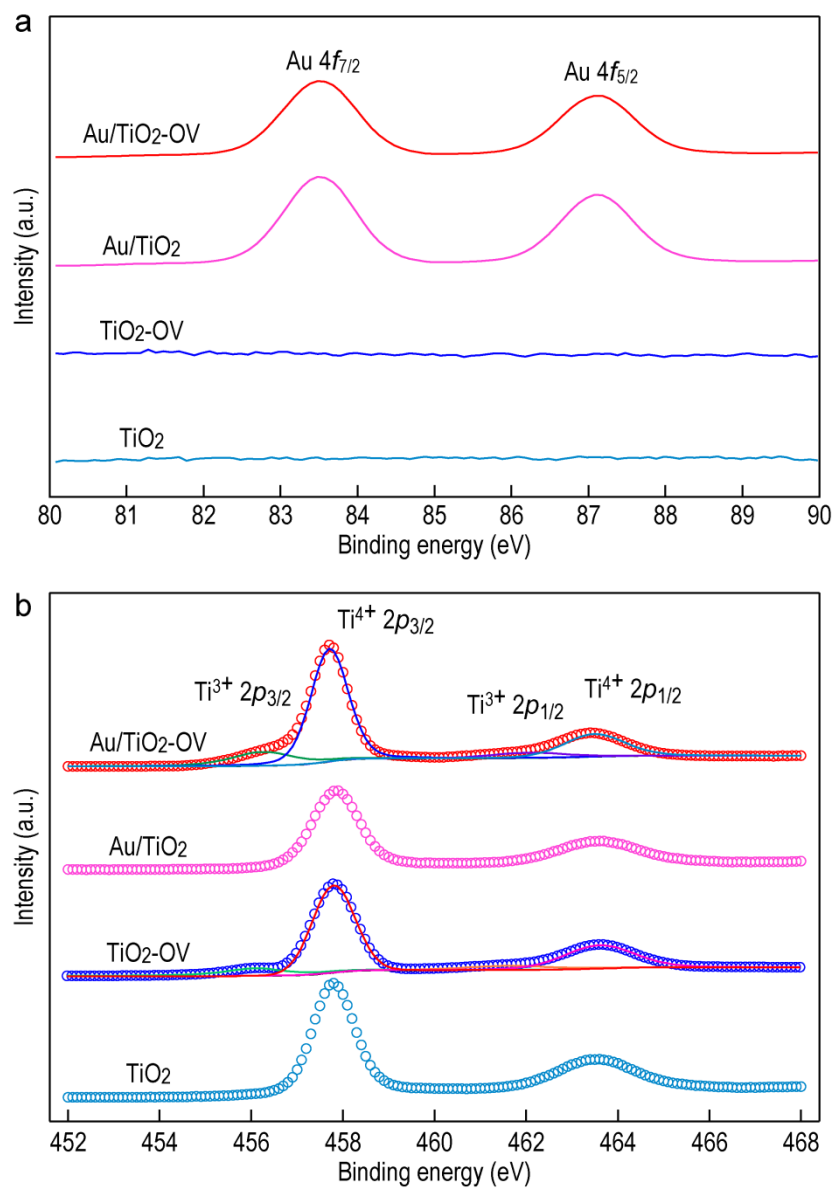 a
Au 4f7/2
Au 4f5/2
Au/TiO2-OV
Au/TiO2
TiO2-OV
TiO2
Intensity (a.u.)
80 81 82 83 84 85 86 87 88 89 90
Binding energy (eV)
b
Ti4+ 2p3/2
Ti3+ 2p3/2
Ti3+ 2p1/2
Ti4+ 2p1/2
Au/TiO2-OV
Au/TiO2
TiO2-OV
TiO2
Intensity (a.u.)
452 454 456 458 460 462 464 466 468
Binding energy (eV)